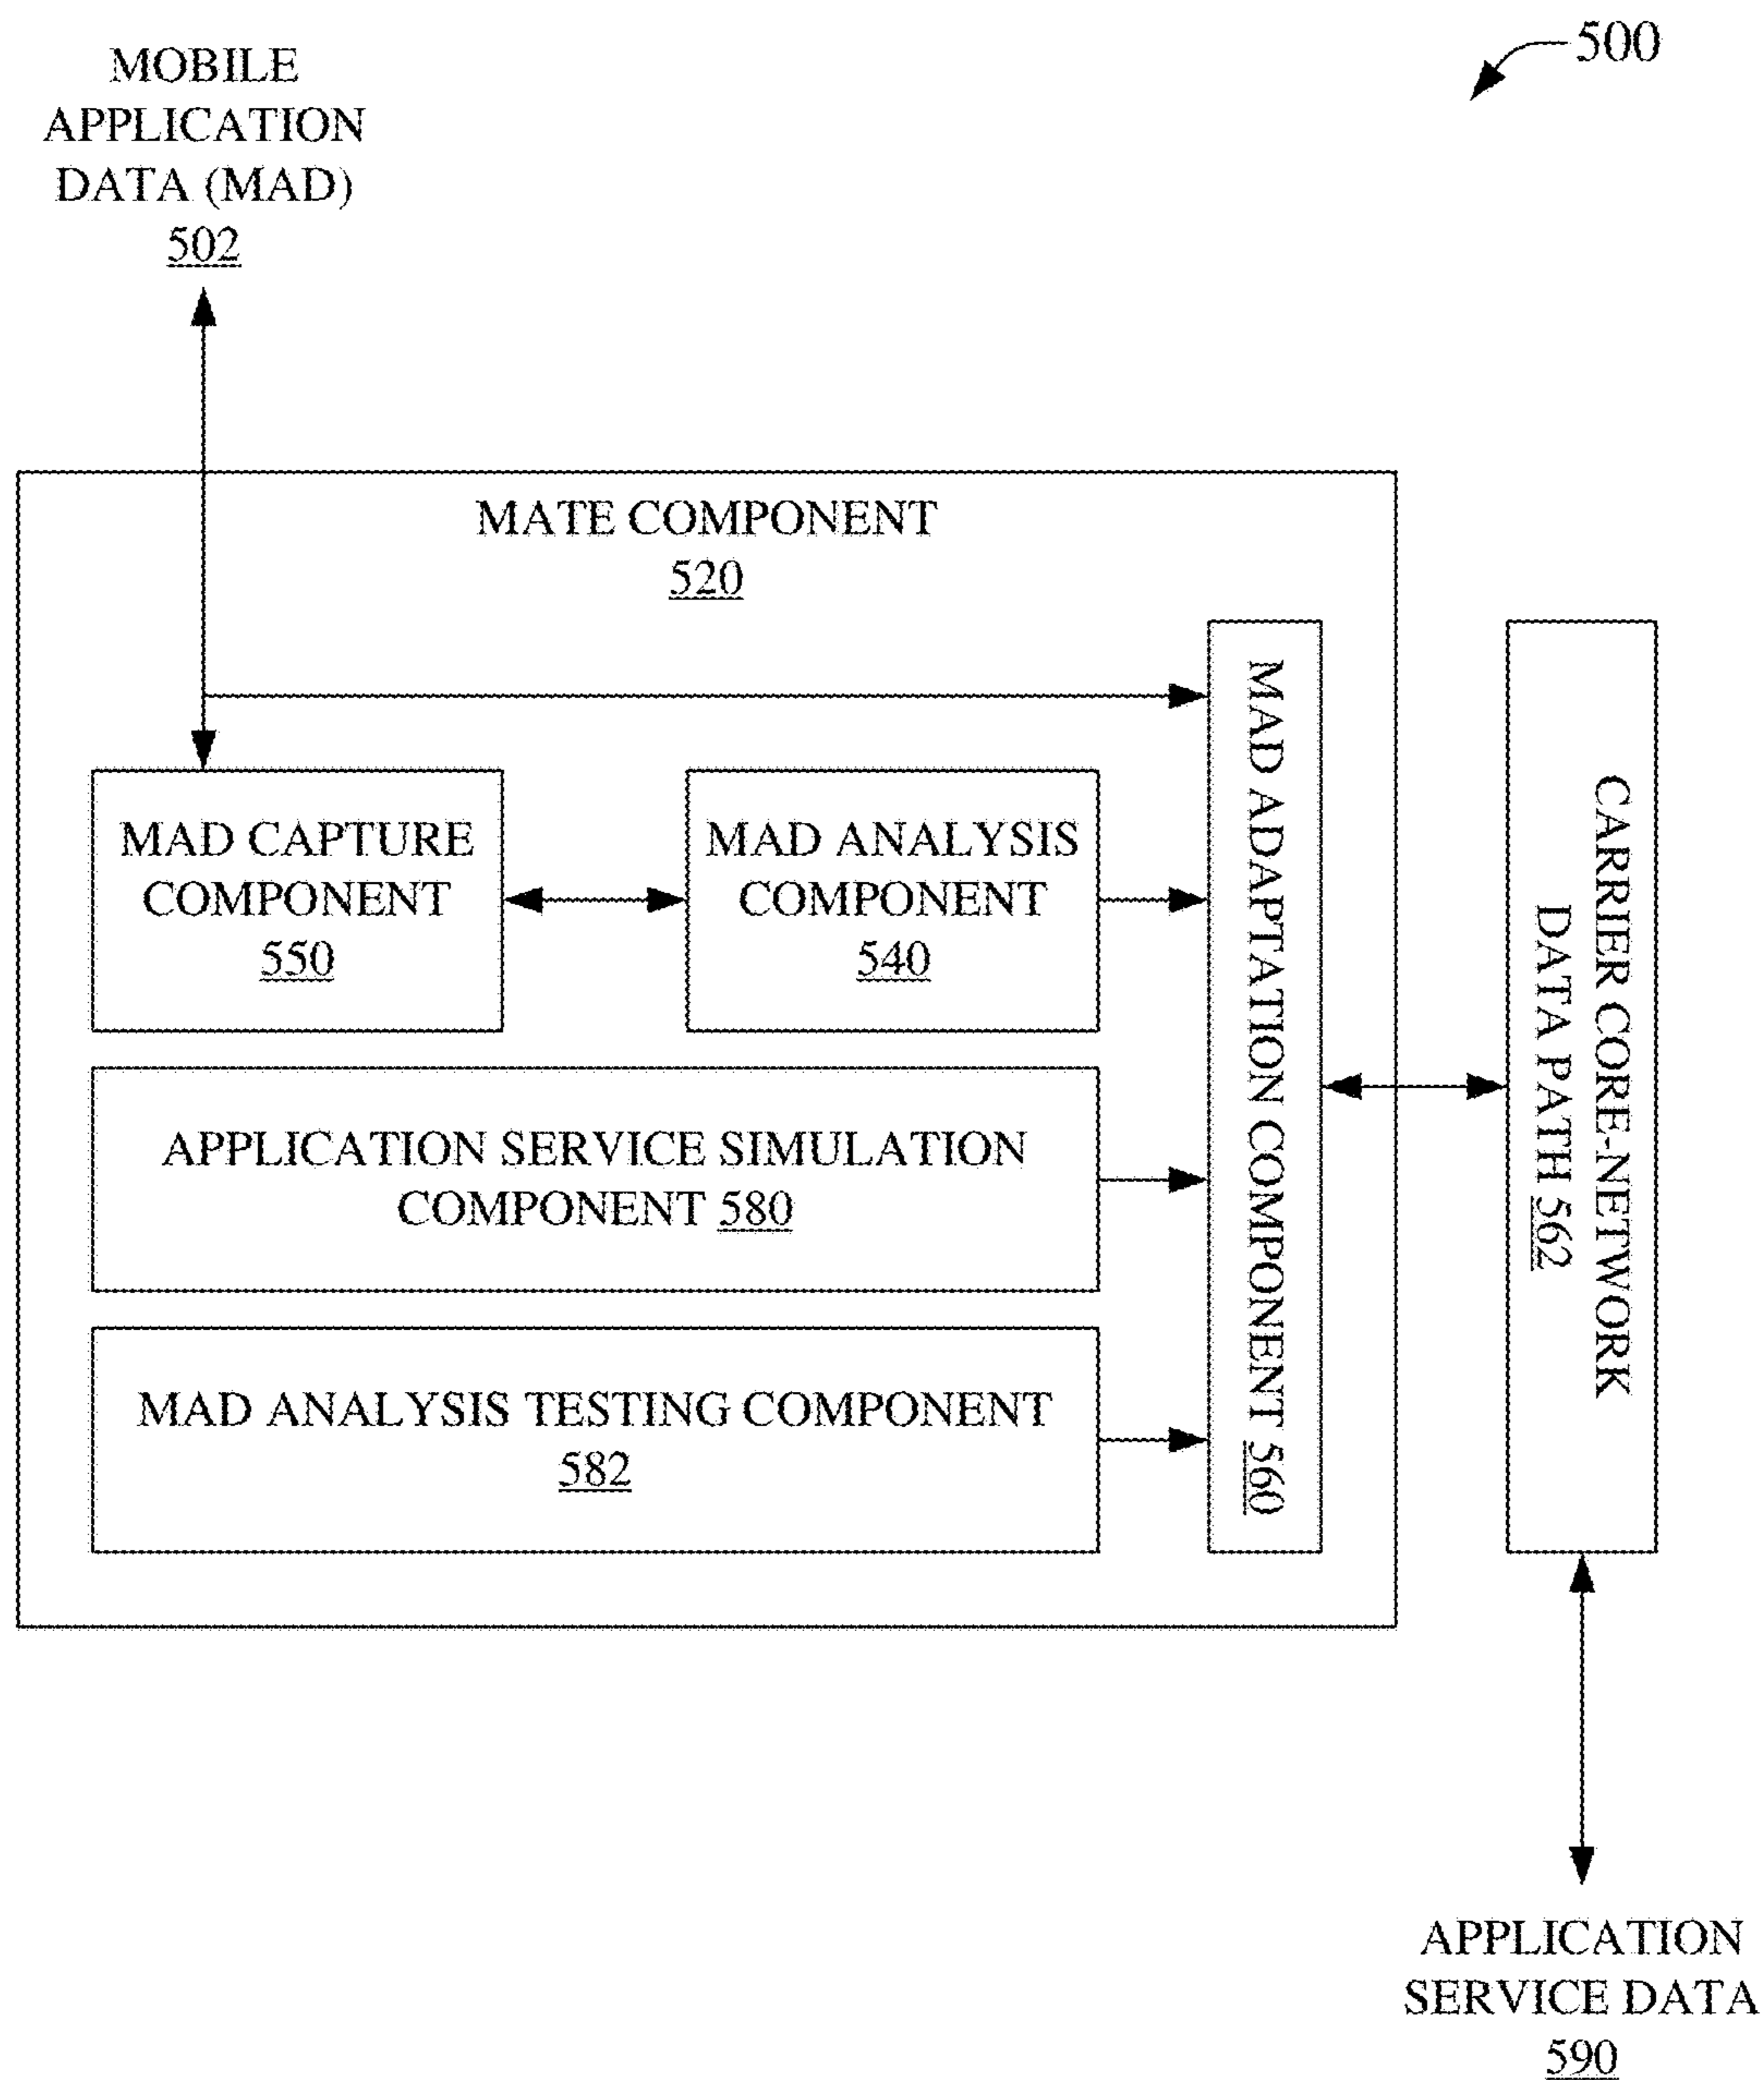 500
MOBILE
APPLICATION
DATA (MAD)
502
MATE COMPONENT
520
MAD CAPTURE
COMPONENT
550
MAD ANALYSIS
COMPONENT
540
APPLICATION SERVICE SIMULATION
COMPONENT 580
MAD ANALYSIS TESTING COMPONENT
582
MAD ADAPTATION COMPONENT 560
CARRIER CORE-NETWORK
DATA PATH 562
APPLICATION
SERVICE DATA
590